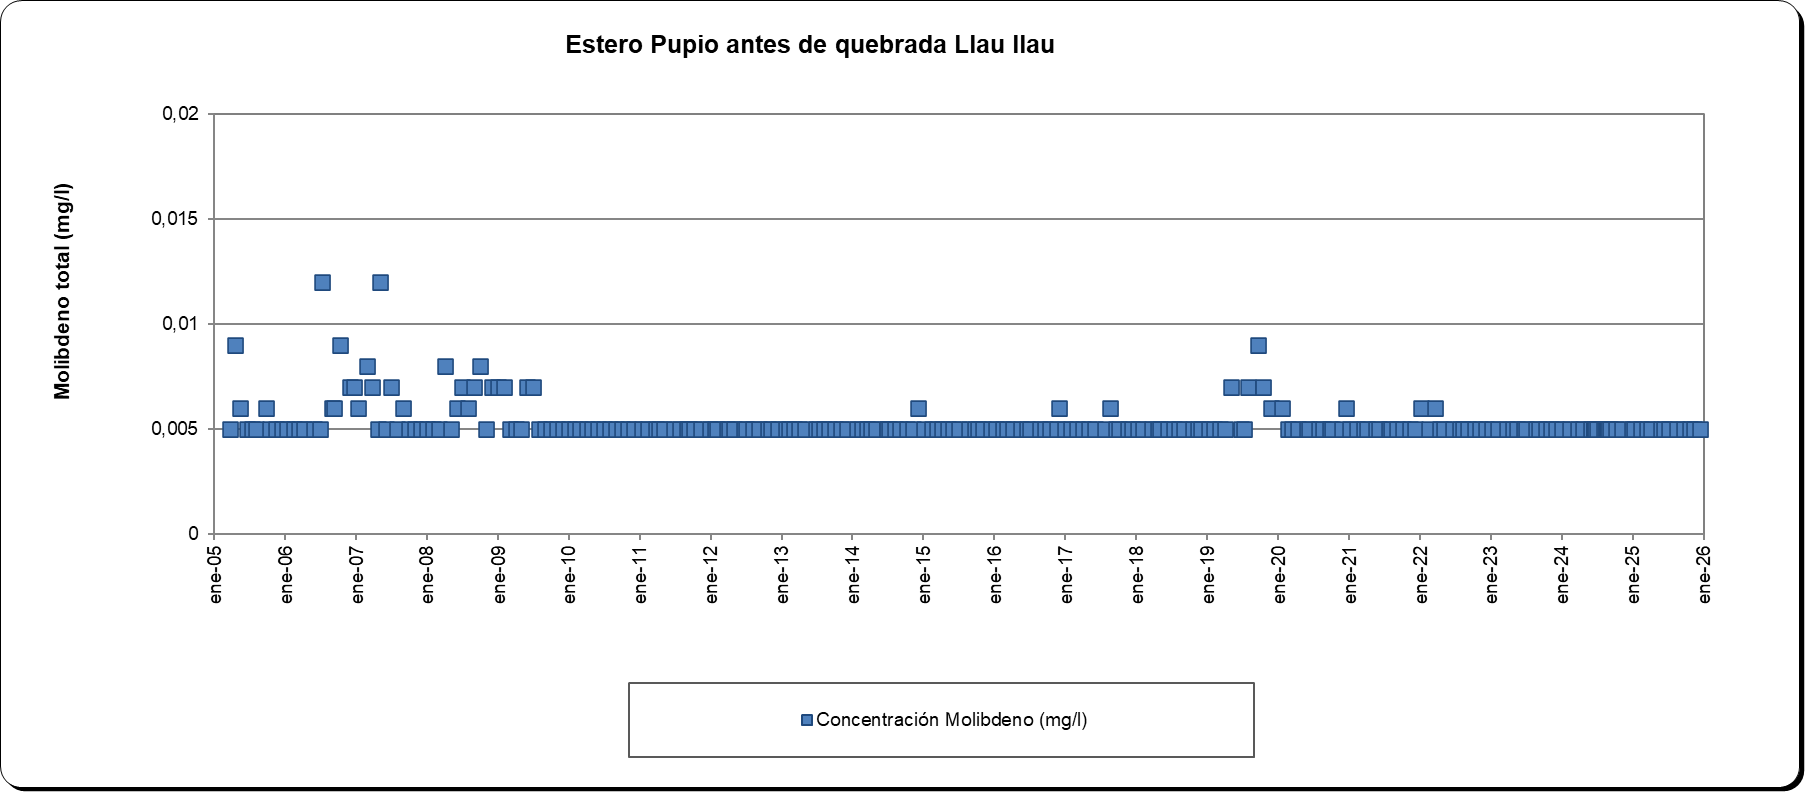 Estero Pupio antes de quebrada Llau llau
Molibdeno total (mg/l)
0,02
0,015
0,01
0,005
0
ene-05
ene-06
ene-07
ene-08
ene-09
ene-10
ene-11
ene-12
ene-13
ene-14
ene-15
ene-16
ene-17
ene-18
ene-19
ene-20
ene-21
ene-22
ene-23
ene-24
ene-25
ene-26
Concentración Molibdeno (mg/l)